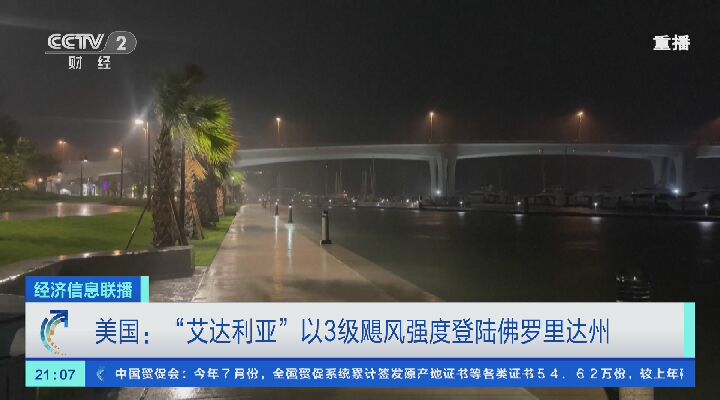 CCTV 2
财经
重播
经济信息联播
美国：“艾达利亚”以3级飓风强度登陆佛罗里达州
21:07
中国贸促会：今年7月份，全国贸促系统累计签发原产地证书等各类证书54．62万份，较上年